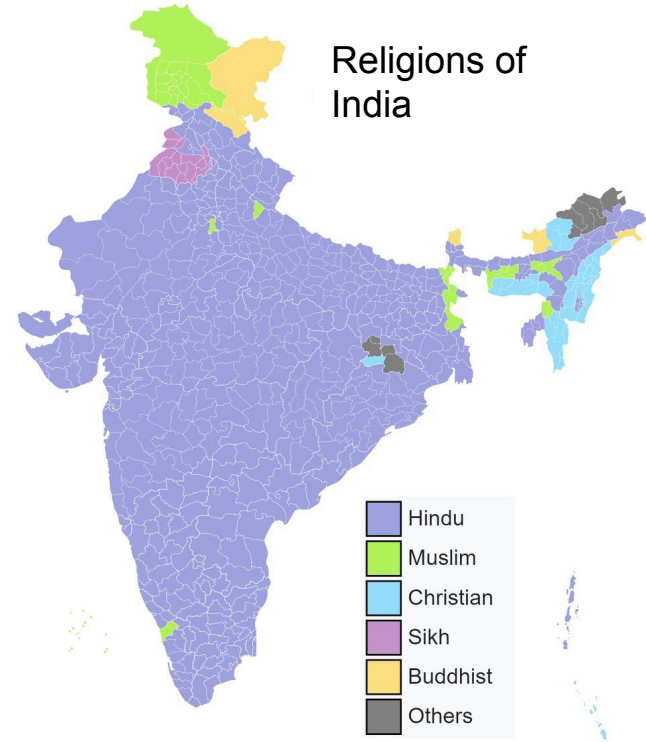 Religions of
India
Hindu
Muslim
Christian
Sikh
Buddhist
Others